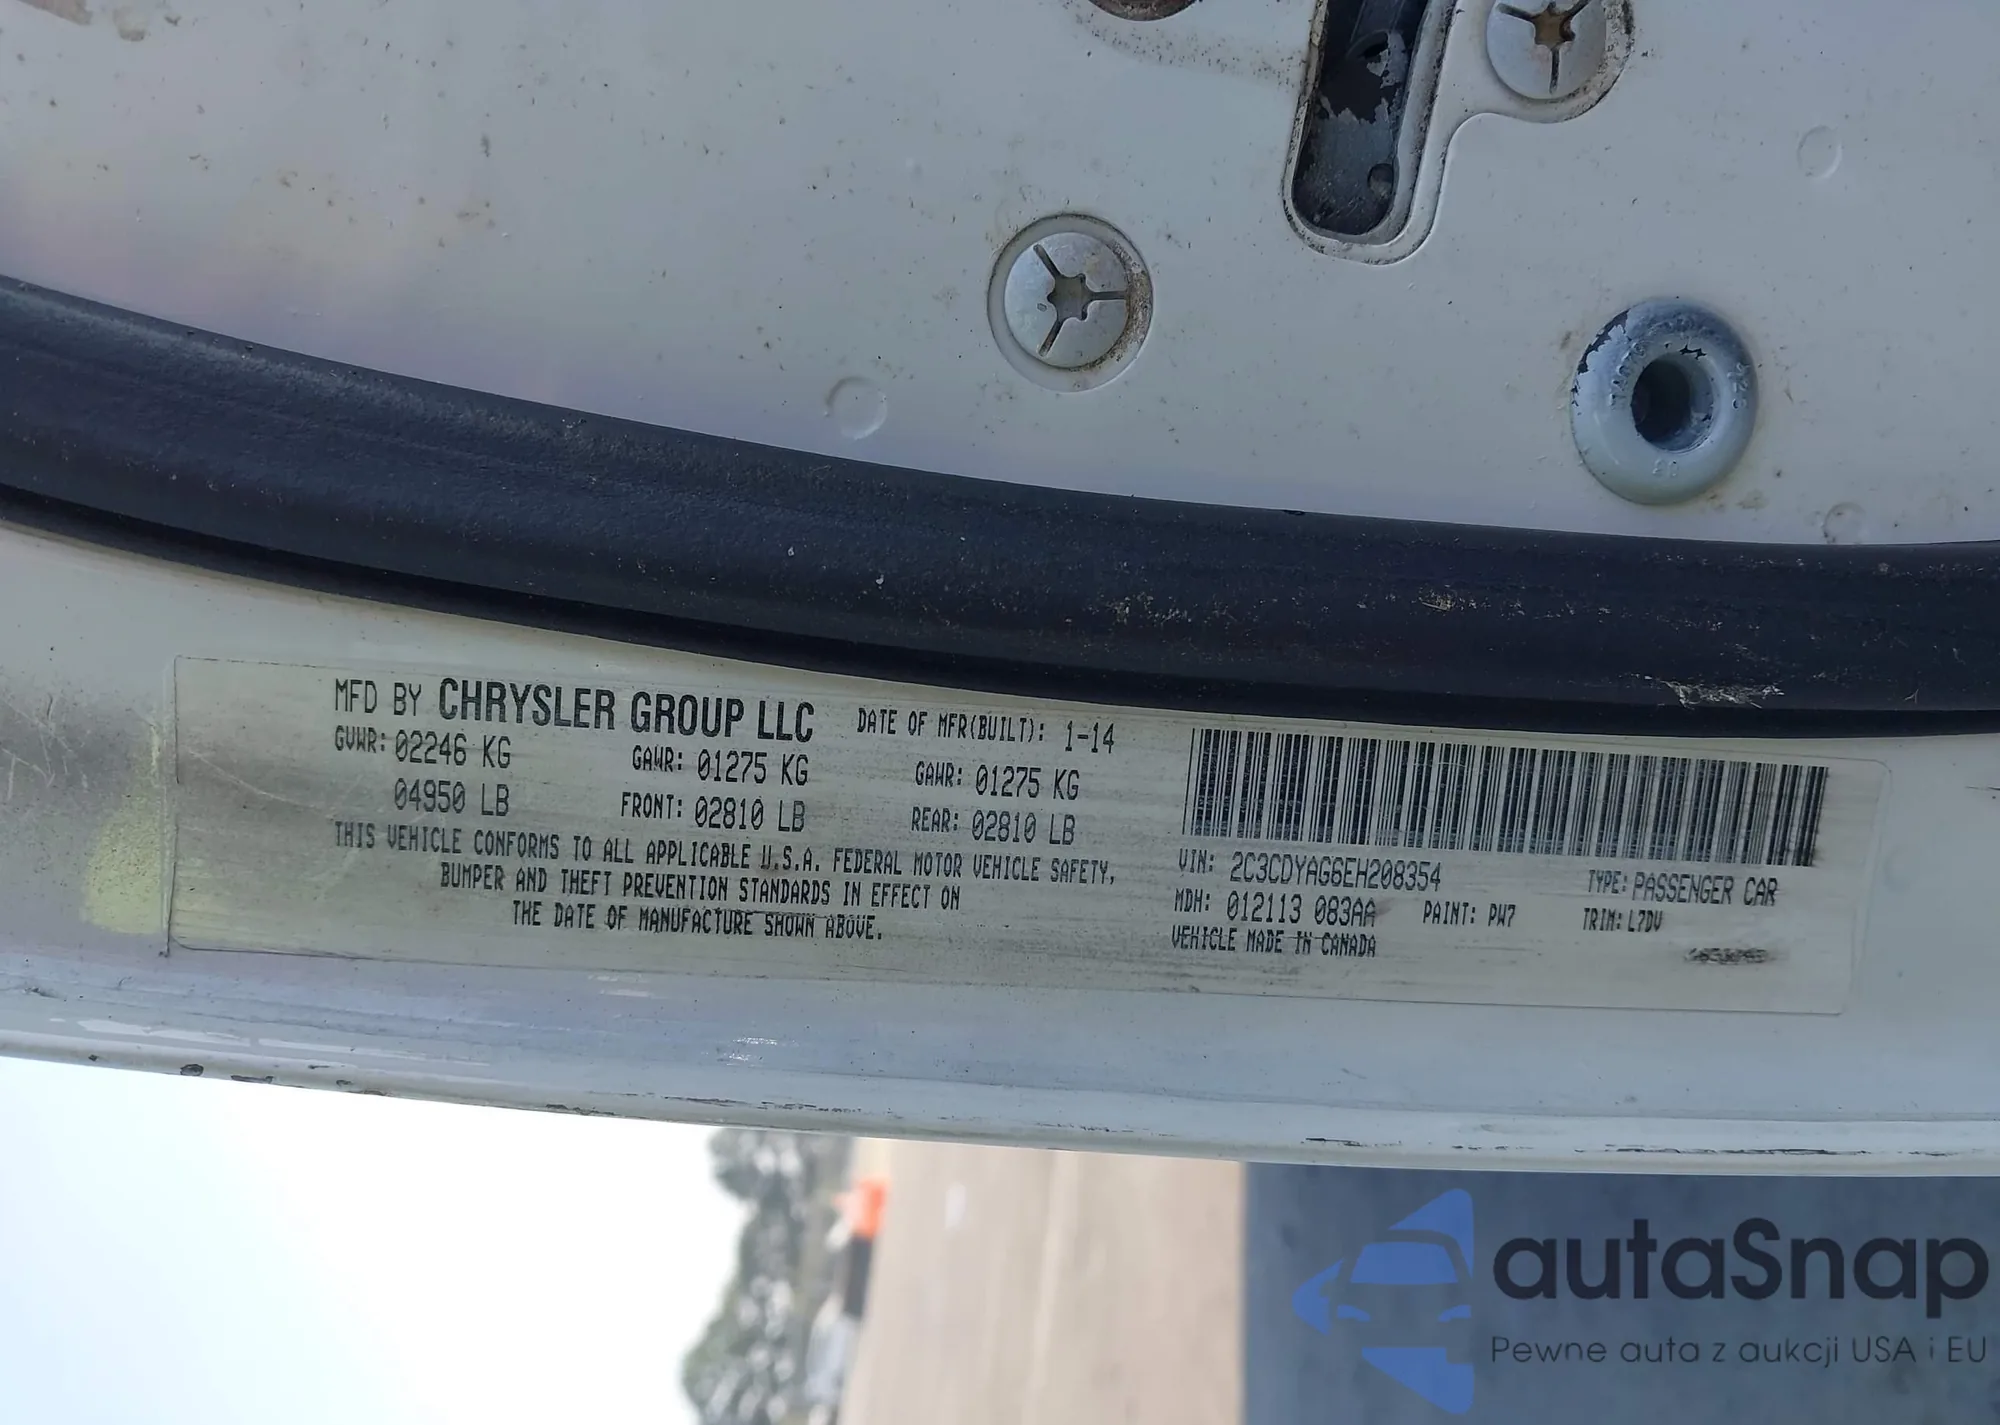 MFD BY CHRYSLER GROUP LLC DATE OF MFR(BUILT): 1-14
GVWR: 02246 KG GAWR: 01275 KG GAWR: 01275 KG
04950 LB FRONT: 02810 LB REAR: 02810 LB
THIS VEHICLE CONFORMS TO ALL APPLICABLE U.S.A. FEDERAL MOTOR VEHICLE SAFETY,
BUMPER AND THEFT PREVENTION STANDARDS IN EFFECT ON
THE DATE OF MANUFACTURE SHOWN ABOVE.
VIN: 2C3CDYAG6EH208354 TYPE: PASSENGER CAR
MDH: 012113 083AA PAINT: PW7 TRIM: L7DV
VEHICLE MADE IN CANADA
autaSnap
Pewne auta z aukcji USA i EU